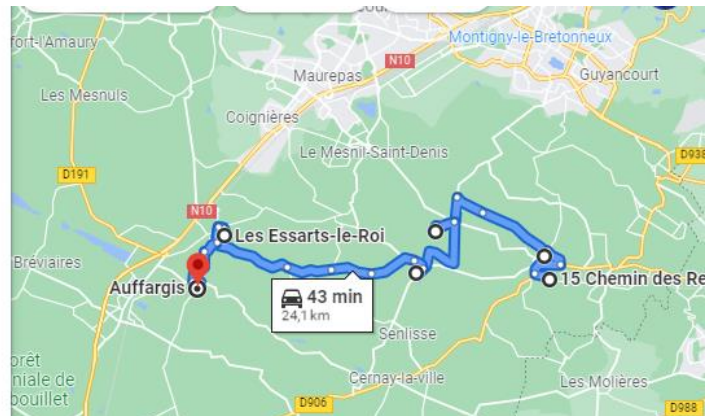 fort-l'Amaury
Montigny-le-Bretonneux
N10
Maurepas
Guyancourt
Les Mesnuls
Coignières
Le Mesnil-Saint-Denis
D938
D191
N10
Les Essarts-le-Roi
Bréviaires
Auffargis
43 min
24,1 km
15 Chemin des Re
Senlisse
Cernay-la-ville
Les Molières
niale de
bouillet
D906
D988